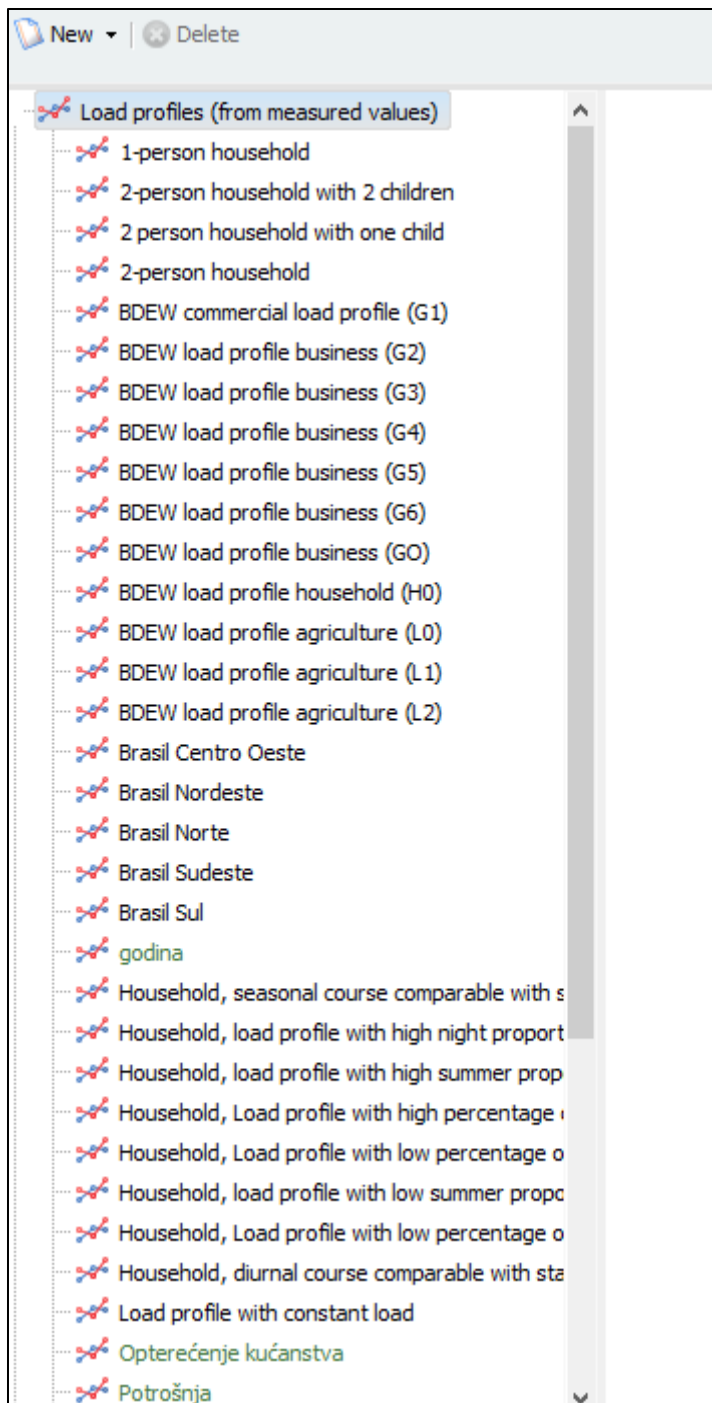 New Delete
Load profiles (from measured values)
1-person household
2-person household with 2 children
2 person household with one child
2-person household
BDEW commercial load profile (G1)
BDEW load profile business (G2)
BDEW load profile business (G3)
BDEW load profile business (G4)
BDEW load profile business (G5)
BDEW load profile business (G6)
BDEW load profile business (GO)
BDEW load profile household (H0)
BDEW load profile agriculture (L0)
BDEW load profile agriculture (L1)
BDEW load profile agriculture (L2)
Brasil Centro Oeste
Brasil Nordeste
Brasil Norte
Brasil Sudeste
Brasil Sul
godina
Household, seasonal course comparable with s
Household, load profile with high night proport
Household, load profile with high summer prop
Household, Load profile with high percentage
Household, Load profile with low percentage o
Household, load profile with low summer propo
Household, Load profile with low percentage o
Household, diurnal course comparable with sta
Load profile with constant load
Opterećenje kućanstva
Potrošnja